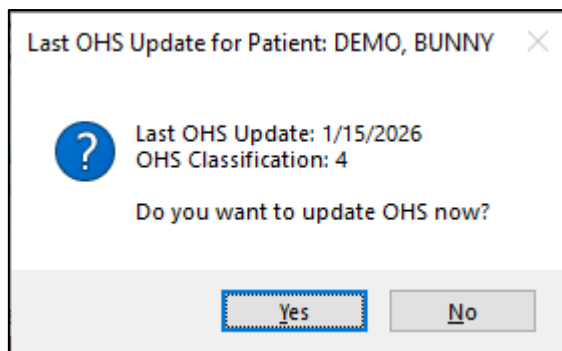 Last OHS Update for Patient: DEMO, BUNNY
Last OHS Update: 1/15/2026
OHS Classification: 4
Do you want to update OHS now?
Yes
No